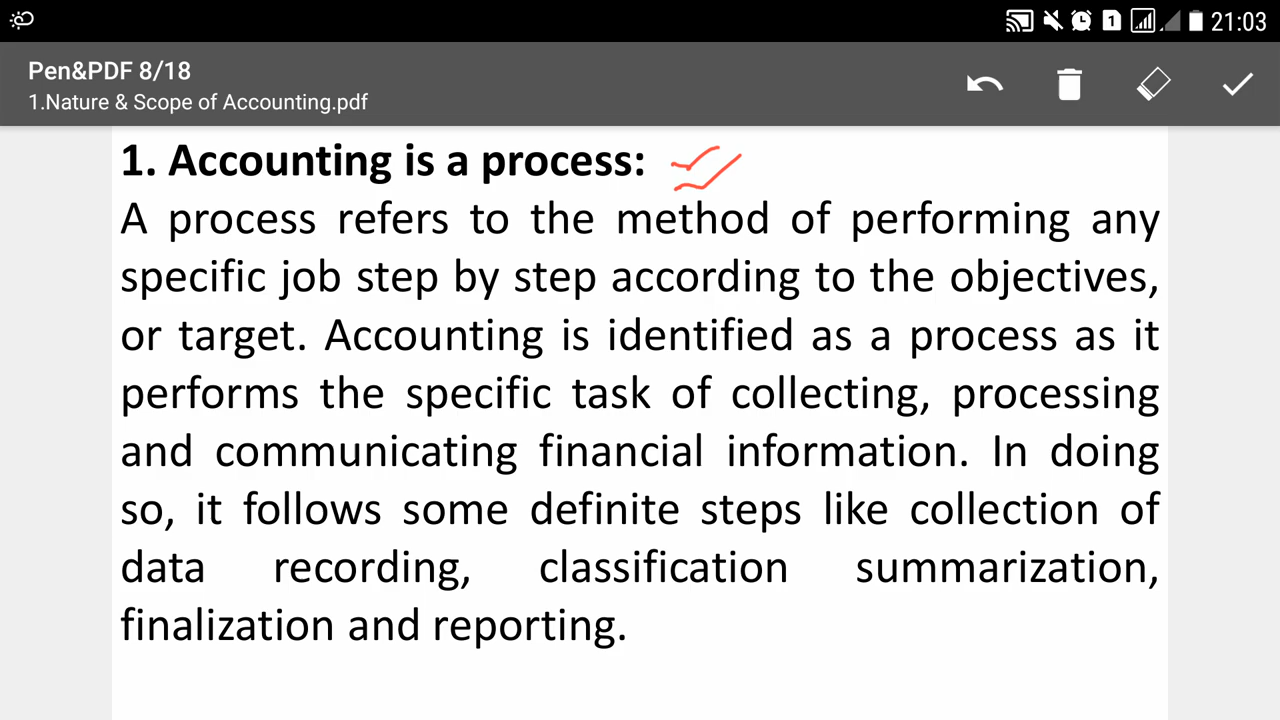 21:03
Pen&PDF 8/18
1.Nature & Scope of Accounting.pdf
1. Accounting is a process:
A process refers to the method of performing any
specific job step by step according to the objectives,
or target. Accounting is identified as a process as it
performs the specific task of collecting, processing
and communicating financial information. In doing
so, it follows some definite steps like collection of
data recording, classification summarization,
finalization and reporting.